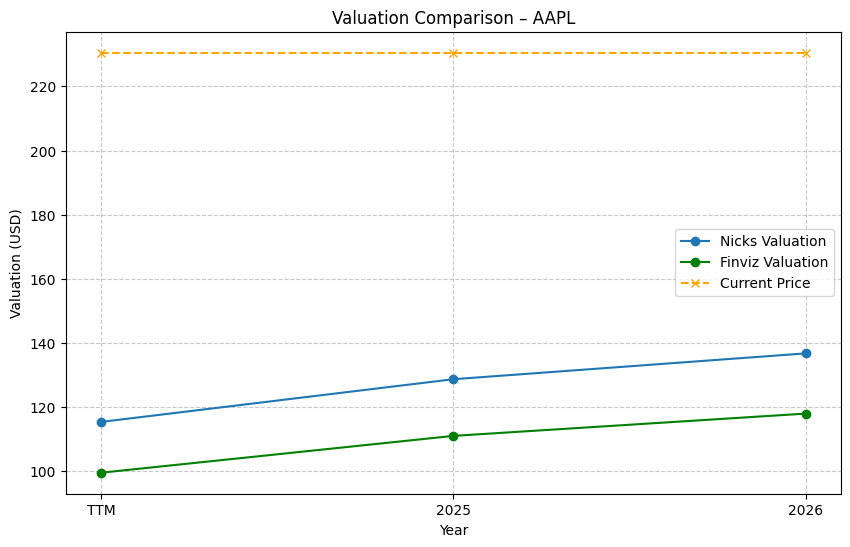 Valuation Comparison – AAPL
Valuation (USD)
220
200
180
160
140
120
100
Nicks Valuation
Finviz Valuation
Current Price
TTM
2025
2026
Year